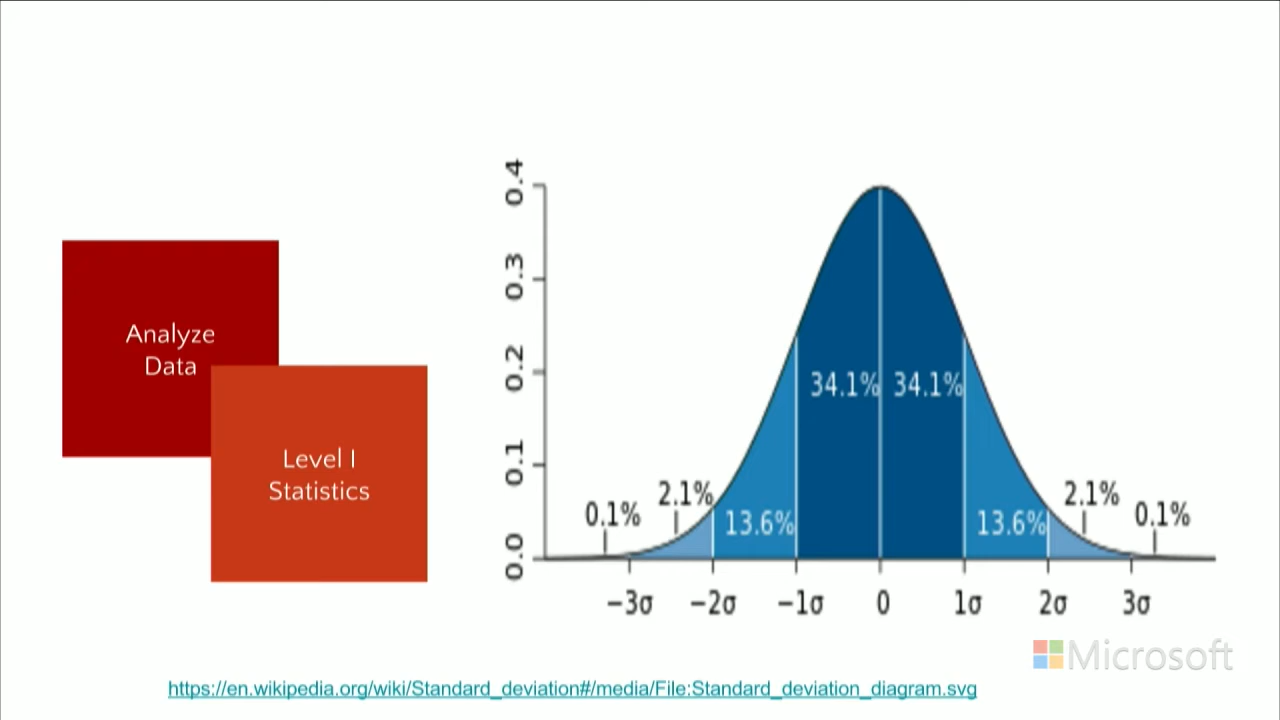 Analyze
Data
Level I
Statistics
0.4
0.3
0.2
0.1
0.0
34.1% 34.1%
0.1% 2.1% 13.6% 13.6% 2.1% 0.1%
−3σ −2σ −1σ 0 1σ 2σ 3σ
Microsoft
https://en.wikipedia.org/wiki/Standard_deviation#/media/File:Standard_deviation_diagram.svg